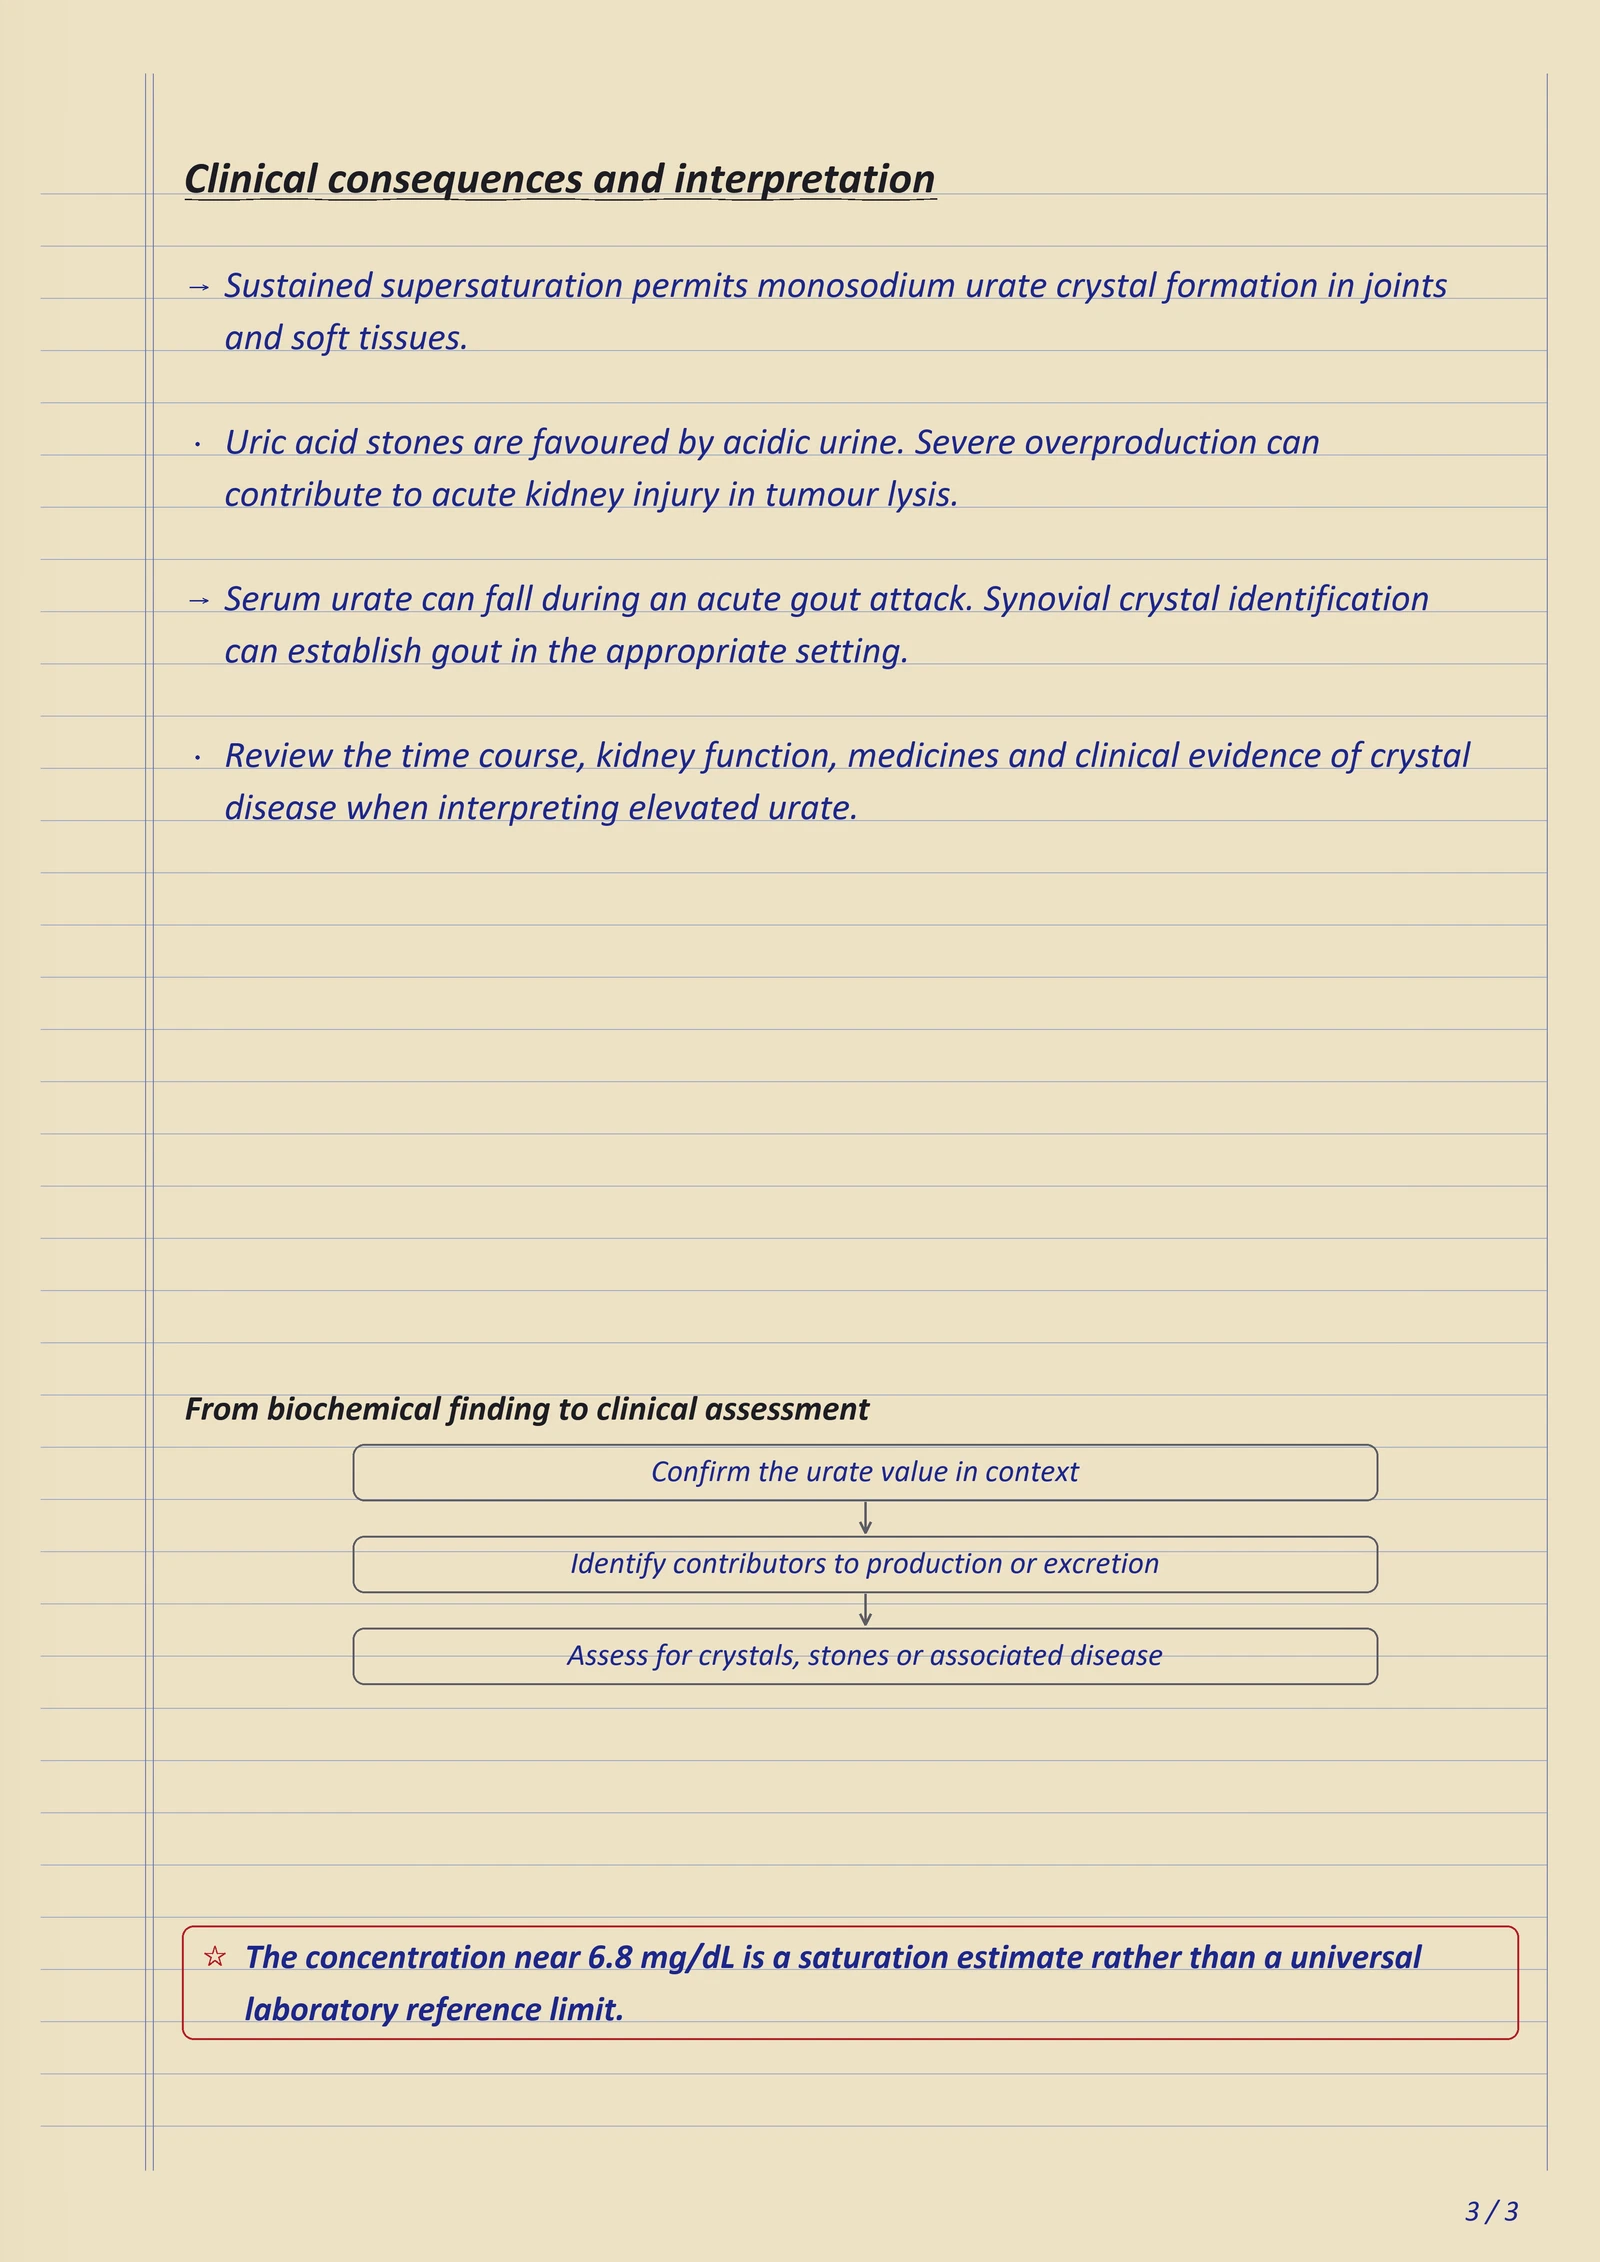 Clinical consequences and interpretation
→ Sustained supersaturation permits monosodium urate crystal formation in joints
and soft tissues.
· Uric acid stones are favoured by acidic urine. Severe overproduction can
contribute to acute kidney injury in tumour lysis.
→ Serum urate can fall during an acute gout attack. Synovial crystal identification
can establish gout in the appropriate setting.
· Review the time course, kidney function, medicines and clinical evidence of crystal
disease when interpreting elevated urate.
From biochemical finding to clinical assessment
Confirm the urate value in context
Identify contributors to production or excretion
Assess for crystals, stones or associated disease
☆ The concentration near 6.8 mg/dL is a saturation estimate rather than a universal
laboratory reference limit.
3 / 3